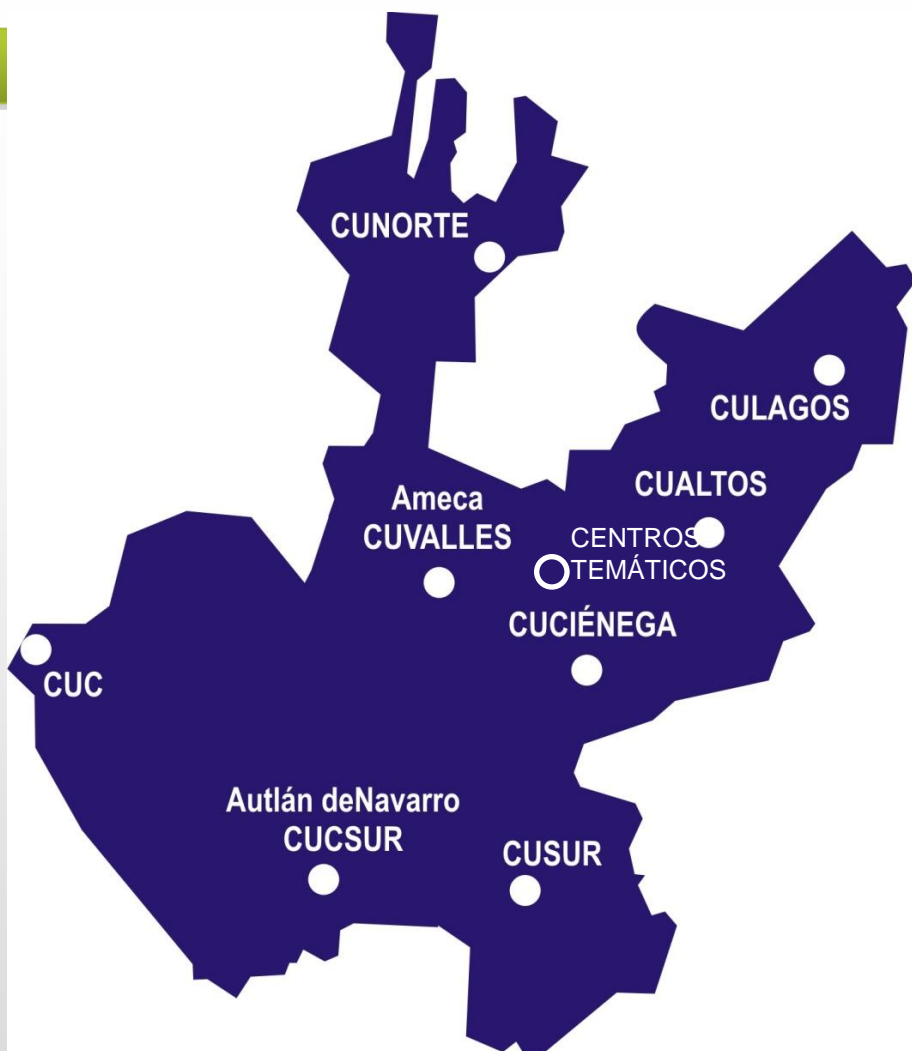 CUNORTE
CULAGOS
CUALTOS
Ameca
CUVALLES
CENTROS
TEMÁTICOS
CUCIÉNEGA
CUC
Autlán deNavarro
CUCSUR
CUSUR